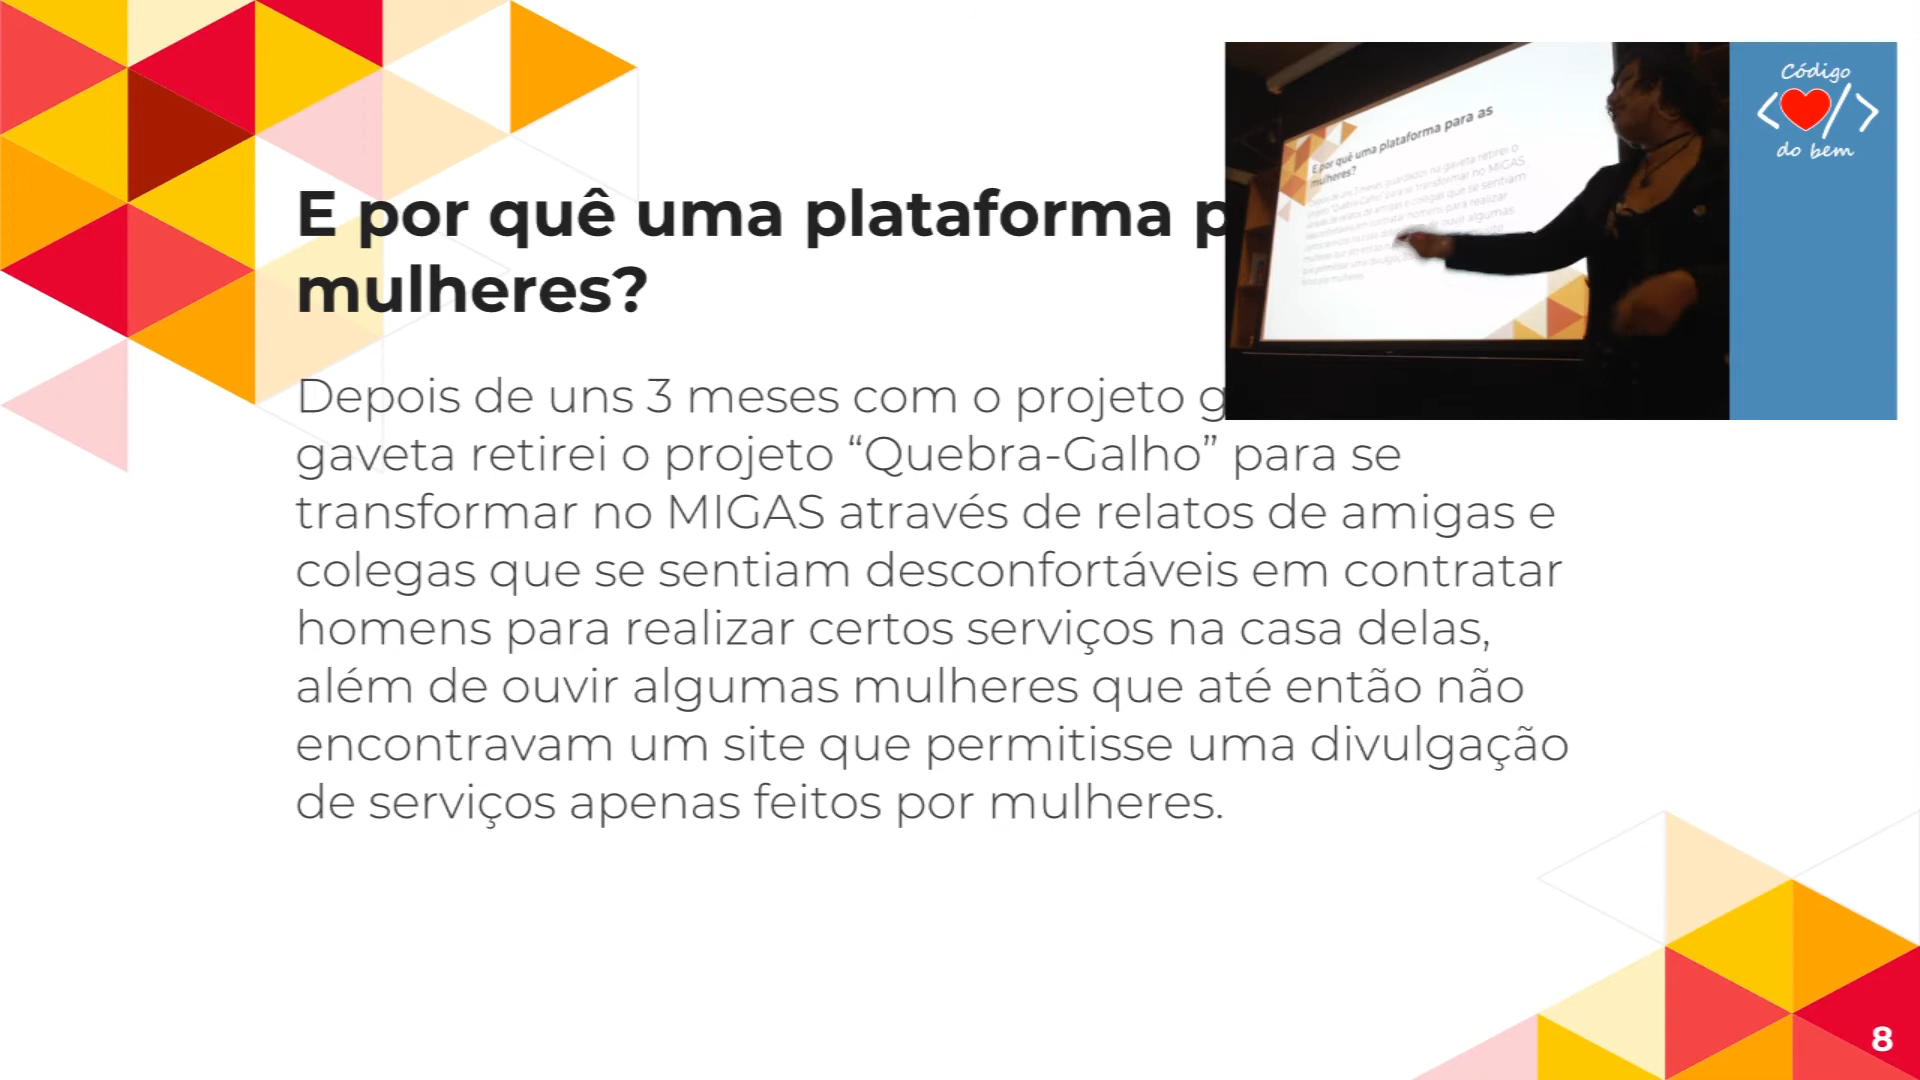 E por quê uma plataforma p
mulheres?
Depois de uns 3 meses com o projeto g
gaveta retirei o projeto “Quebra-Galho” para se
transformar no MIGAS através de relatos de amigas e
colegas que se sentiam desconfortáveis em contratar
homens para realizar certos serviços na casa delas,
além de ouvir algumas mulheres que até então não
encontravam um site que permitisse uma divulgação
de serviços apenas feitos por mulheres.
E por quê uma plataforma para as
mulheres?
Código
< / >
do bem
8